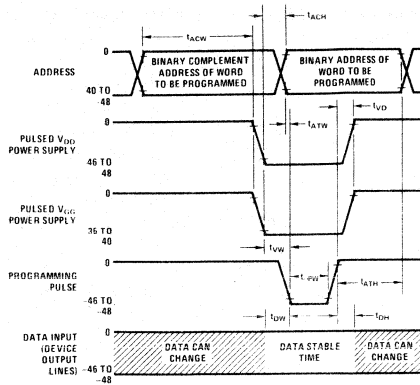 tACH
tACW
0
ADDRESS
BINARY COMPLEMENT
ADDRESS OF WORD
TO BE PROGRAMMED
BINARY ADDRESS OF
WORD TO BE
PROGRAMMED
40 TO
-48
tVD
tATW
0
PULSED VDD
POWER SUPPLY
46 TO
48
0
PULSED VGG
POWER SUPPLY
36 TO
40
tVW
0
PROGRAMMING
PULSE
tPW
tATH
-46 TO
-48
tDW
tDH
0
DATA INPUT
(DEVICE
OUTPUT
LINES)
DATA CAN
CHANGE
DATA STABLE
TIME
DATA CAN
CHANGE
-46 TO
-48